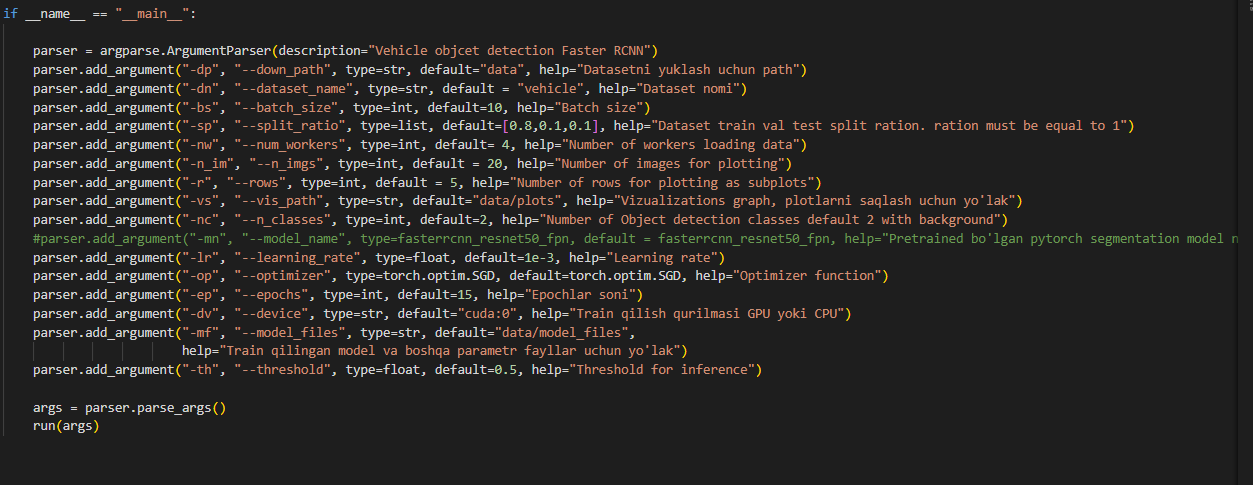 if __name__ == "__main__":
parser = argparse.ArgumentParser(description="Vehicle objcet detection Faster RCNN")
parser.add_argument("-dp", "--down_path", type=str, default="data", help="Datasetni yuklash uchun path")
parser.add_argument("-dn", "--dataset_name", type=str, default = "vehicle", help="Dataset nomi")
parser.add_argument("-bs", "--batch_size", type=int, default=10, help="Batch size")
parser.add_argument("-sp", "--split_ratio", type=list, default=[0.8,0.1,0.1], help="Dataset train val test split ration. ration must be equal to 1")
parser.add_argument("-nw", "--num_workers", type=int, default= 4, help="Number of workers loading data")
parser.add_argument("-n_im", "--n_imgs", type=int, default = 20, help="Number of images for plotting")
parser.add_argument("-r", "--rows", type=int, default = 5, help="Number of rows for plotting as subplots")
parser.add_argument("-vs", "--vis_path", type=str, default="data/plots", help="Vizualizations graph, plotlarni saqlash uchun yo'lak")
parser.add_argument("-nc", "--n_classes", type=int, default=2, help="Number of Object detection classes default 2 with background")
#parser.add_argument("-mn", "--model_name", type=fasterrcnn_resnet50_fpn, default = fasterrcnn_resnet50_fpn, help="Pretrained bo'lgan pytorch segmentation model n
parser.add_argument("-lr", "--learning_rate", type=float, default=1e-3, help="Learning rate")
parser.add_argument("-op", "--optimizer", type=torch.optim.SGD, default=torch.optim.SGD, help="Optimizer function")
parser.add_argument("-ep", "--epochs", type=int, default=15, help="Epochlar soni")
parser.add_argument("-dv", "--device", type=str, default="cuda:0", help="Train qilish qurilmasi GPU yoki CPU")
parser.add_argument("-mf", "--model_files", type=str, default="data/model_files",
help="Train qilingan model va boshqa parametr fayllar uchun yo'lak")
parser.add_argument("-th", "--threshold", type=float, default=0.5, help="Threshold for inference")
args = parser.parse_args()
run(args)